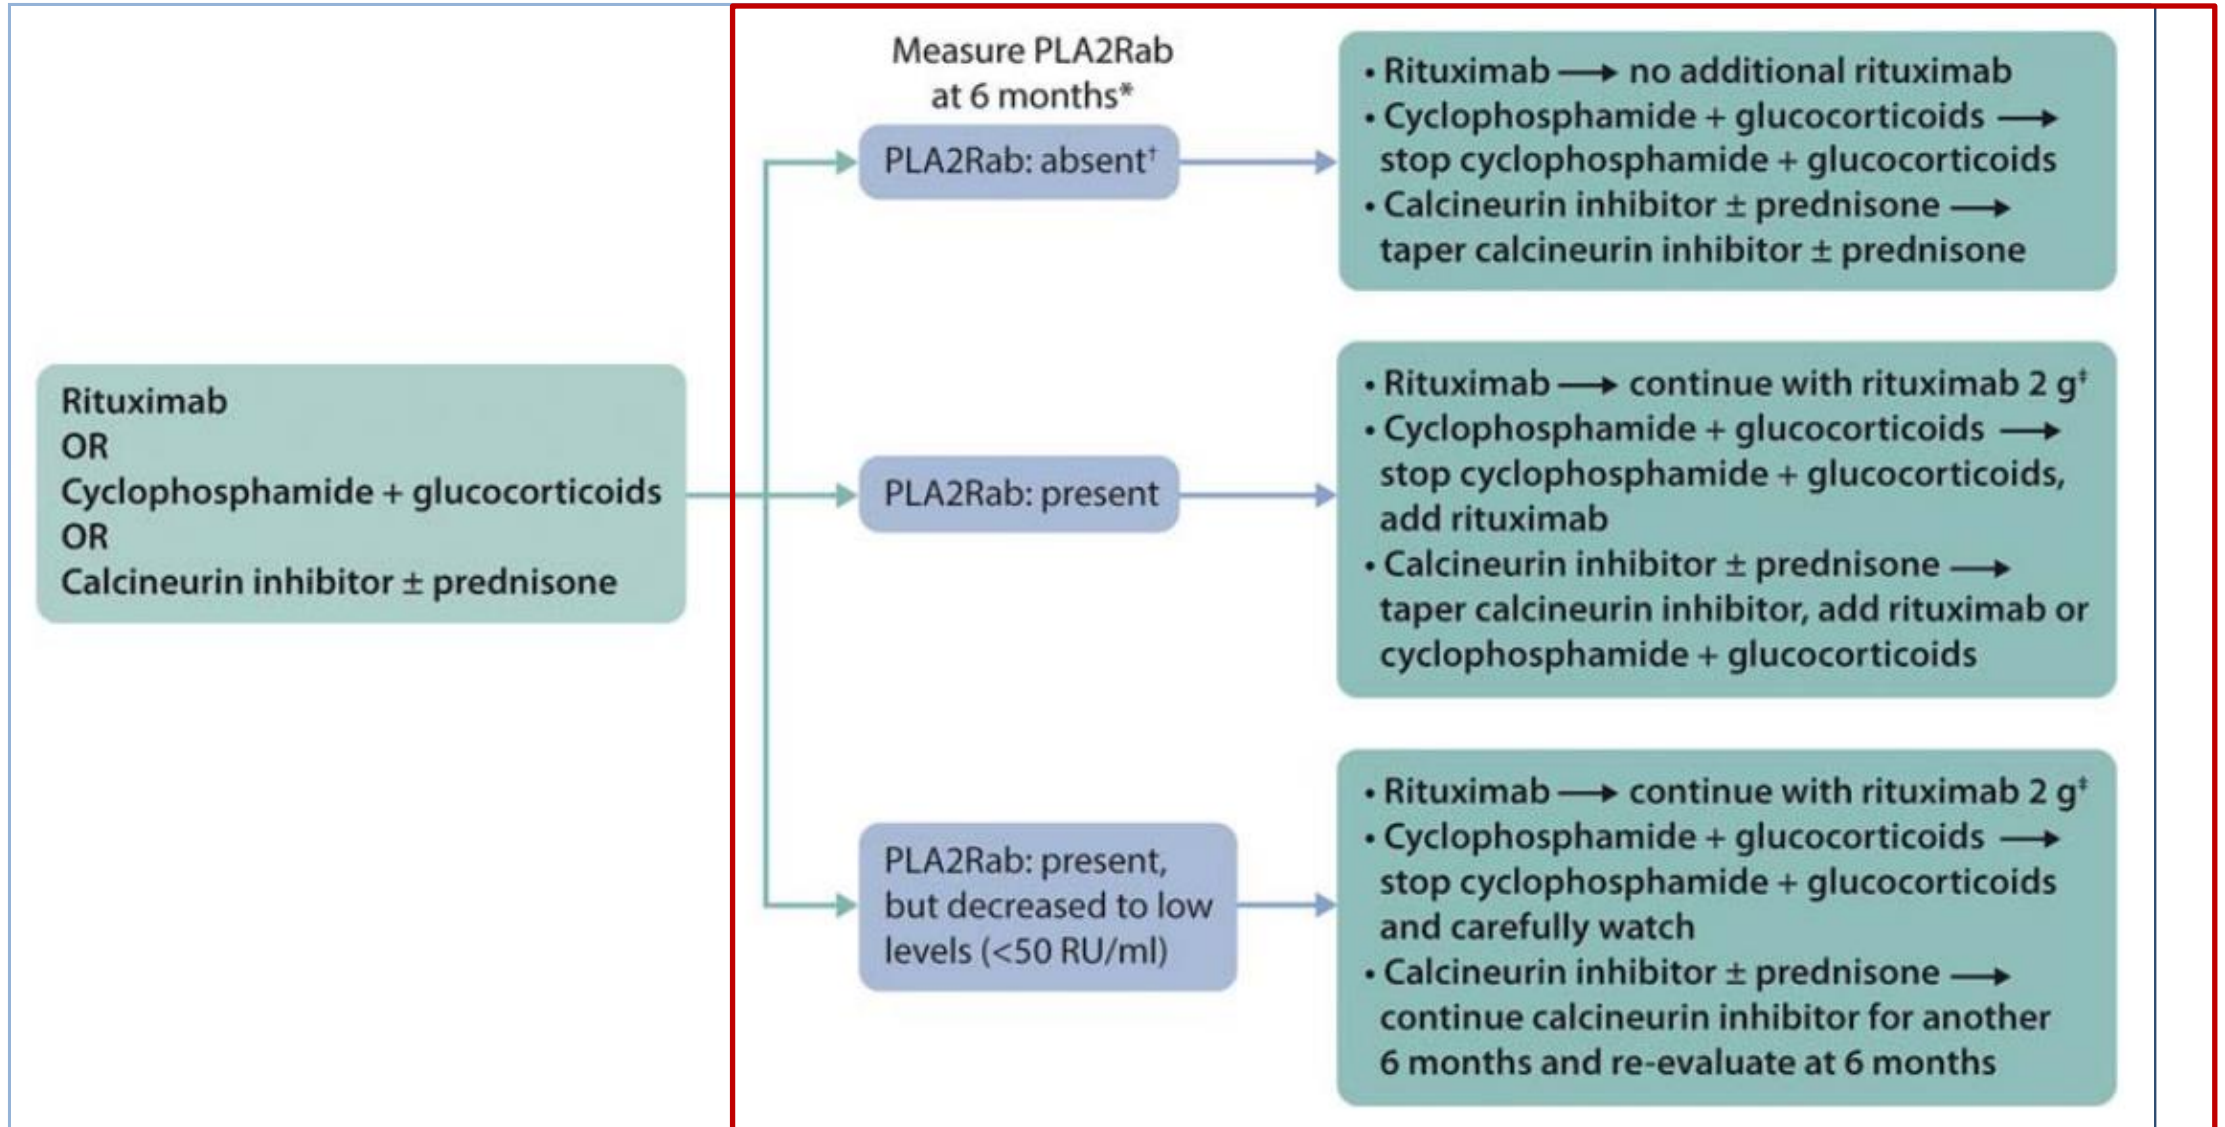 Measure PLA2Rab
at 6 months*
Rituximab
OR
Cyclophosphamide + glucocorticoids
OR
Calcineurin inhibitor ± prednisone
PLA2Rab: absent†
• Rituximab ⟶ no additional rituximab
• Cyclophosphamide + glucocorticoids ⟶
stop cyclophosphamide + glucocorticoids
• Calcineurin inhibitor ± prednisone ⟶
taper calcineurin inhibitor ± prednisone
PLA2Rab: present
• Rituximab ⟶ continue with rituximab 2 g‡
• Cyclophosphamide + glucocorticoids ⟶
stop cyclophosphamide + glucocorticoids,
add rituximab
• Calcineurin inhibitor ± prednisone ⟶
taper calcineurin inhibitor, add rituximab or
cyclophosphamide + glucocorticoids
PLA2Rab: present,
but decreased to low
levels (<50 RU/ml)
• Rituximab ⟶ continue with rituximab 2 g‡
• Cyclophosphamide + glucocorticoids ⟶
stop cyclophosphamide + glucocorticoids
and carefully watch
• Calcineurin inhibitor ± prednisone ⟶
continue calcineurin inhibitor for another
6 months and re-evaluate at 6 months